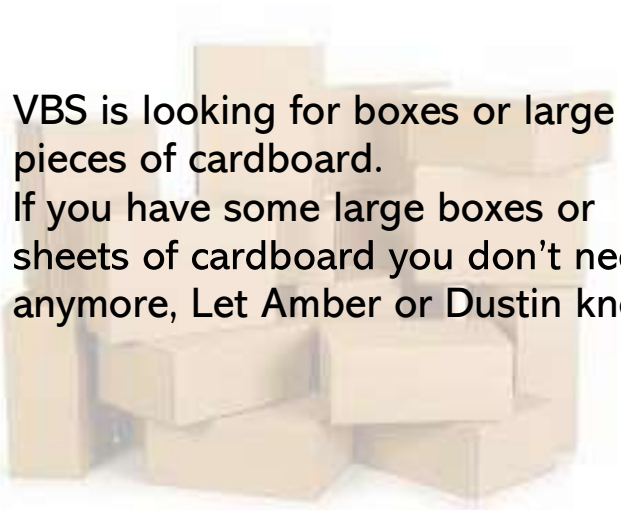 VBS is looking for boxes or large
pieces of cardboard.
If you have some large boxes or
sheets of cardboard you don’t
anymore, Let Amber or Dustin